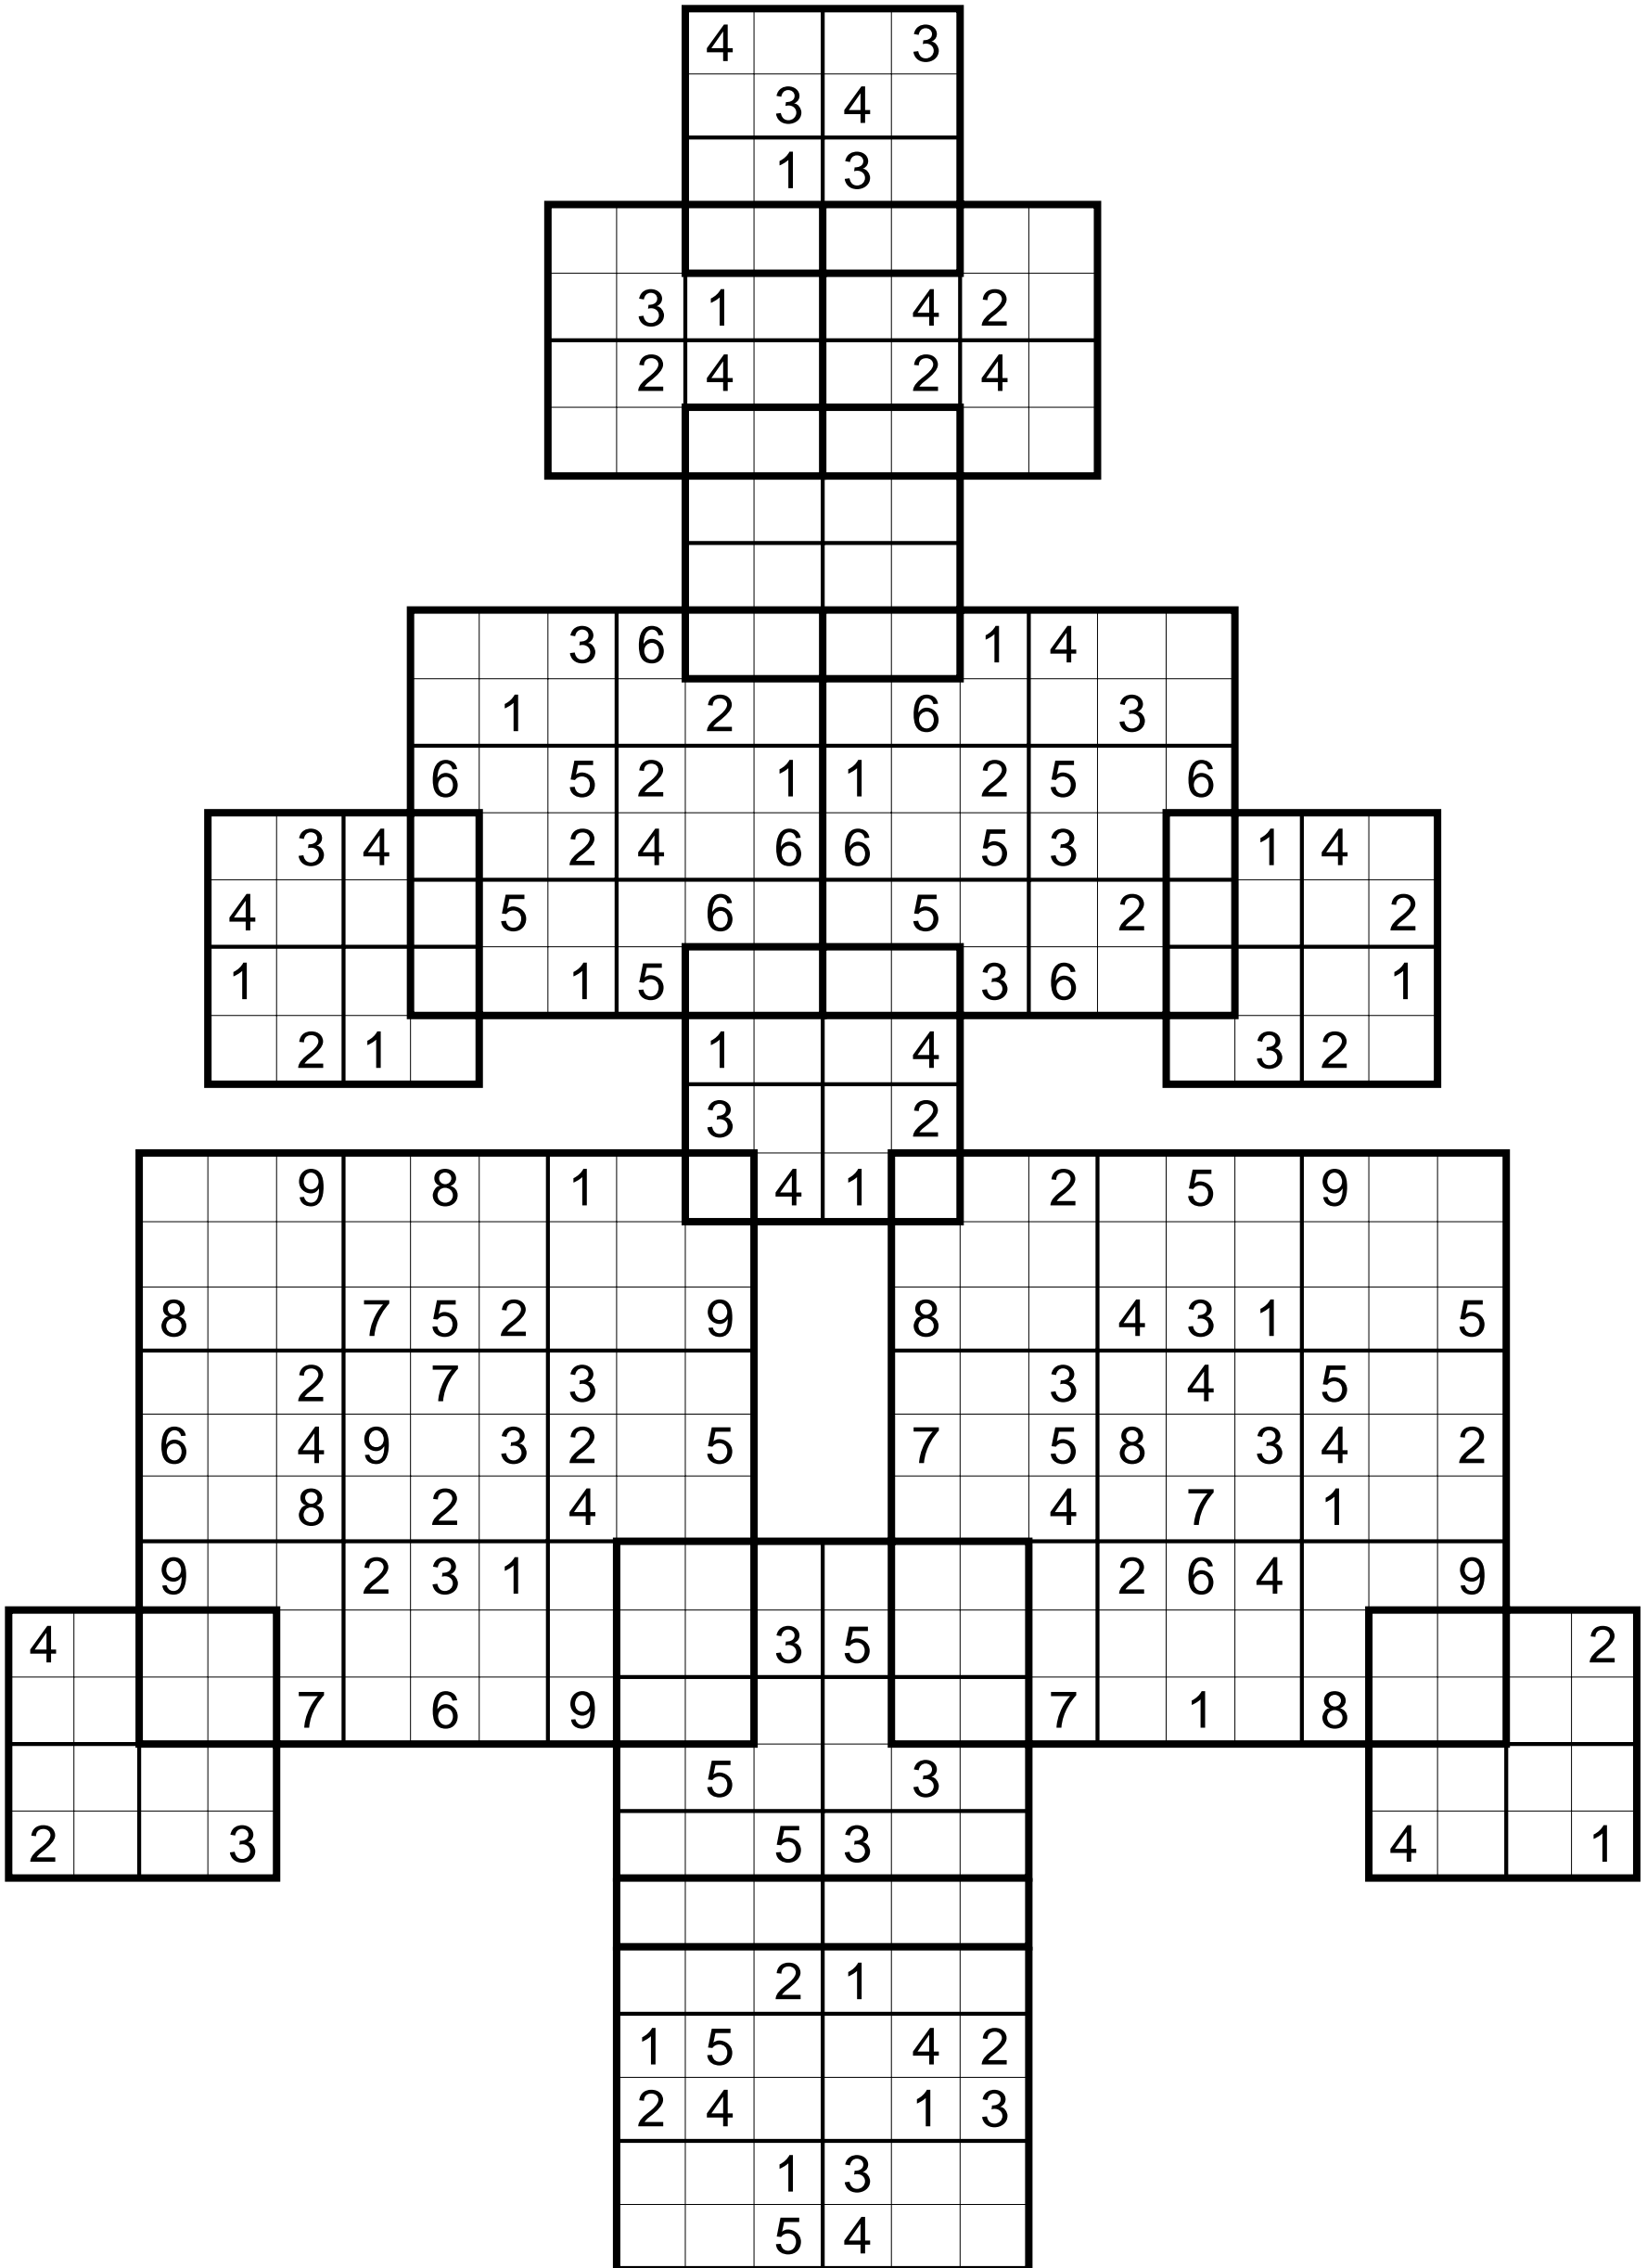 4 3
3 4
1 3
3 1 4 2
2 4 2 4
3 6 1 4
1 2 6 3
6 5 2 1 1 2 5 6
3 4 2 4 6 6 5 3 1 4
4 5 6 5 2 2
1 1 5 3 6 1
2 1 1 4 3 2
3 2
9 8 1 4 1 2 5 9
8 7 5 2 9 8 4 3 1 5
2 7 3 3 4 5
6 4 9 3 2 5 7 5 8 3 4 2
8 2 4 4 7 1
9 2 3 1 2 6 4 9
4 3 5 2
7 6 9 7 1 8
5 3
2 3 5 3 4 1
2 1
1 5 4 2
2 4 1 3
1 3
5 4